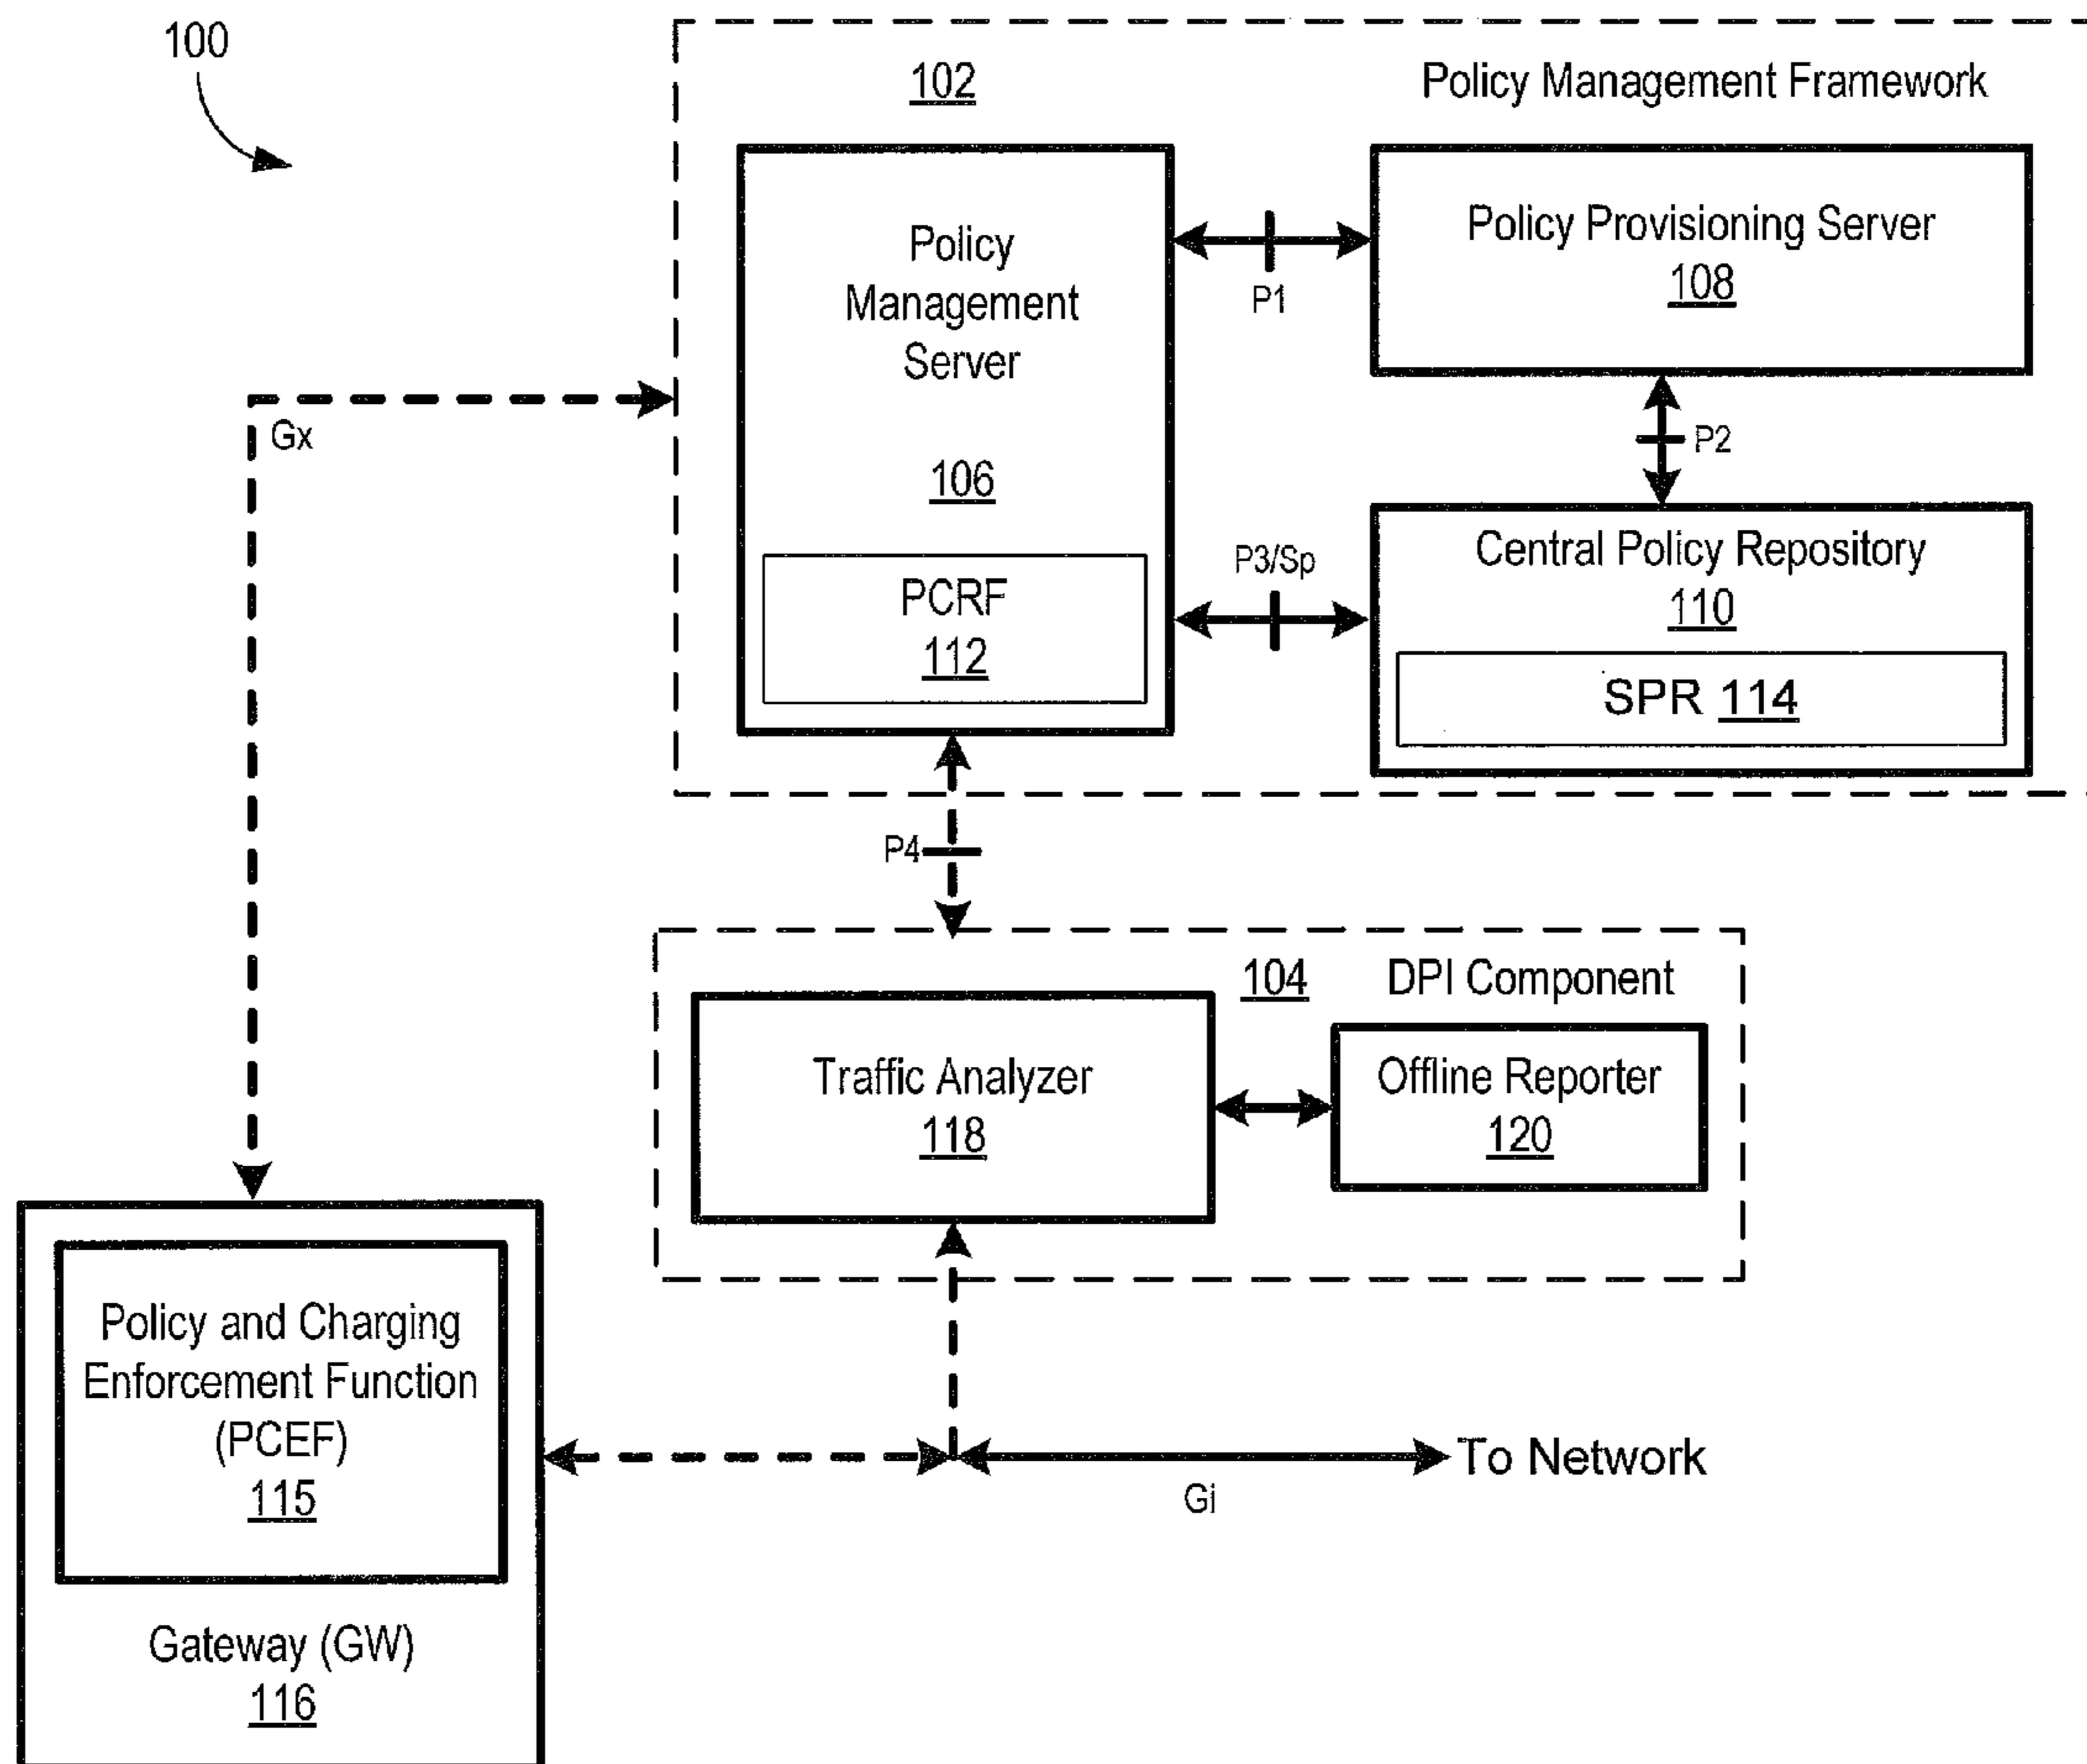 100
102
Policy Management Framework
Policy
Management
Server
106
PCRF
112
P1
Policy Provisioning Server
108
P2
P3/Sp
Central Policy Repository
110
SPR 114
Gx
P4
104
DPI Component
Traffic Analyzer
118
Offline Reporter
120
Policy and Charging
Enforcement Function
(PCEF)
115
Gateway (GW)
116
To Network
Gi